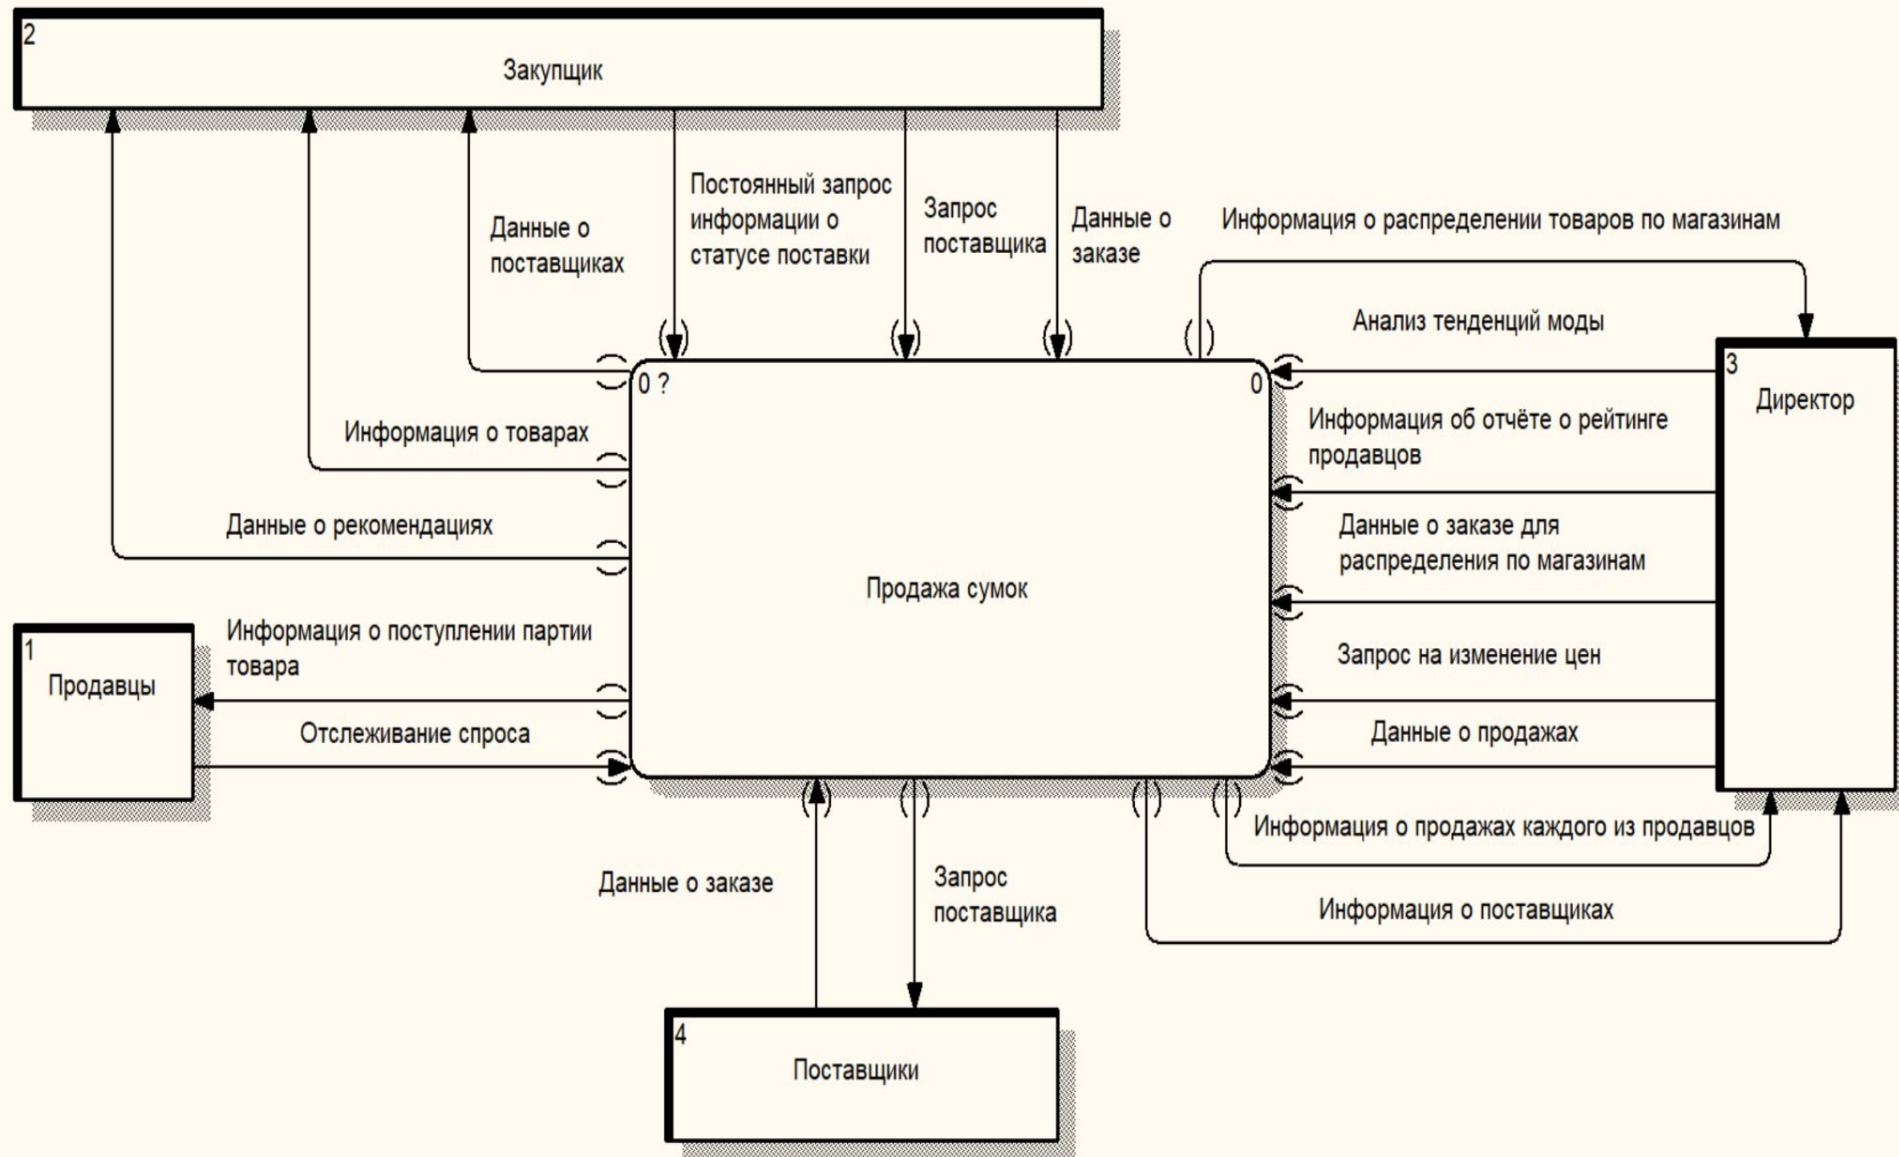 2
Закупщик
Постоянный запрос
информации о
статусе поставки
Запрос
поставщика
Данные о
заказе
Данные о
поставщиках
Информация о распределении товаров по магазинам
Анализ тенденций моды
3
Директор
0 ?
0
Информация о товарах
Информация об отчёте о рейтинге
продавцов
Данные о рекомендациях
Данные о заказе для
распределения по магазинам
Продажа сумок
1
Продавцы
Информация о поступлении партии
товара
Запрос на изменение цен
Отслеживание спроса
Данные о продажах
Информация о продажах каждого из продавцов
Данные о заказе
Запрос
поставщика
Информация о поставщиках
4
Поставщики